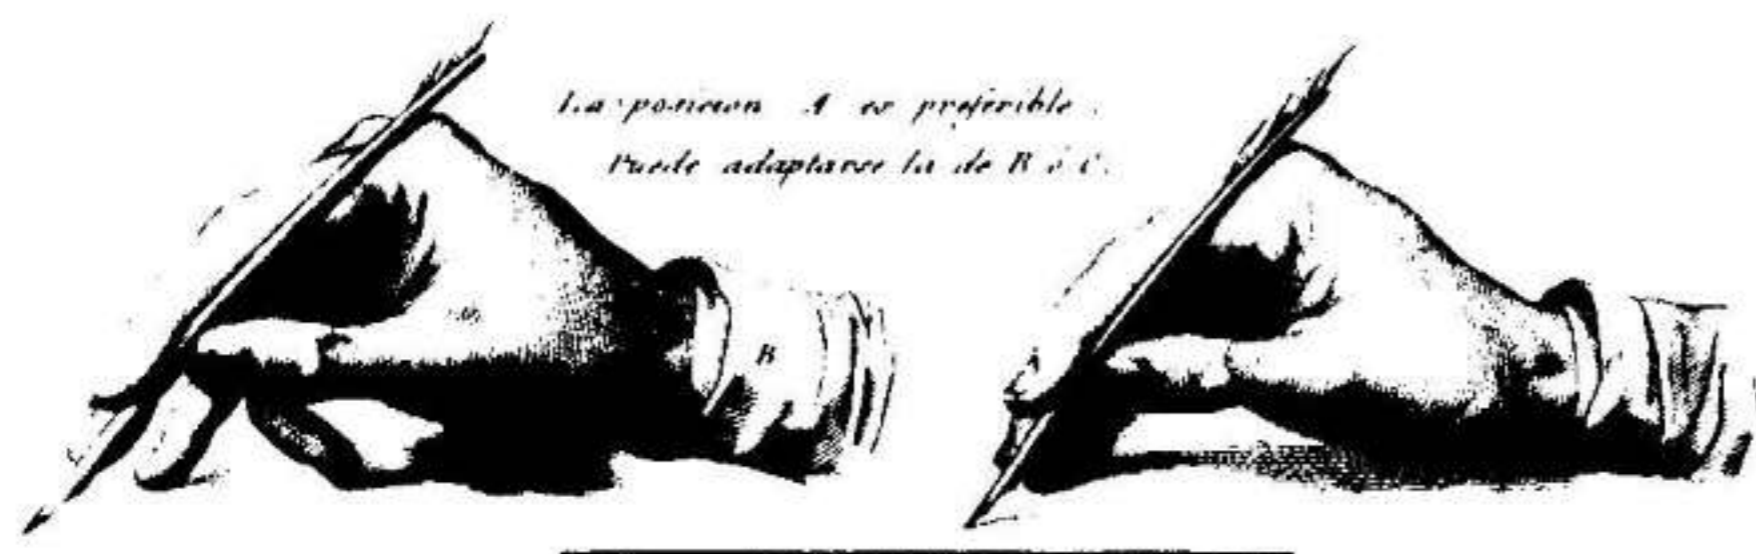 La posicion A es preferible.
Puede adaptarse la de B ó C.
B